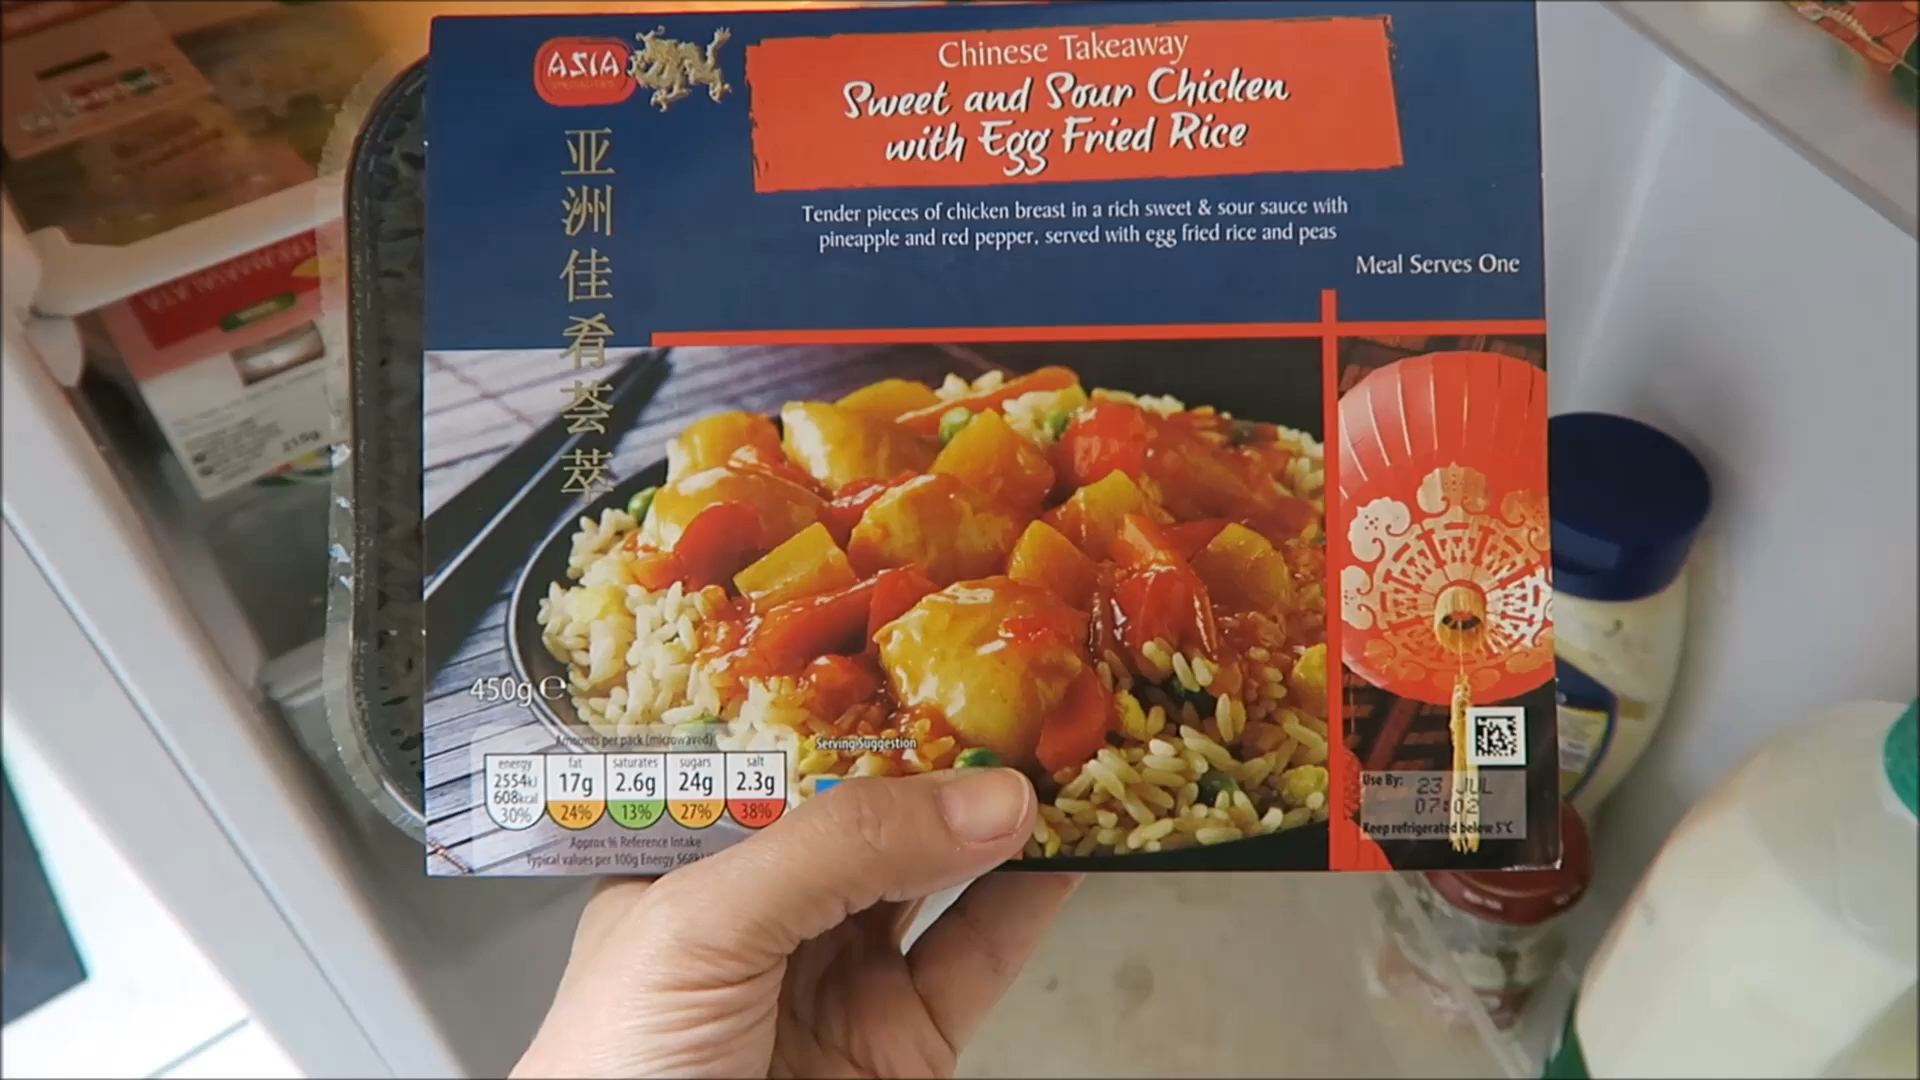 ASIA
SPECIALITIES
亚洲佳肴荟萃
Chinese Takeaway
Sweet and Sour Chicken
with Egg Fried Rice
Tender pieces of chicken breast in a rich sweet & sour sauce with
pineapple and red pepper, served with egg fried rice and peas
Meal Serves One
450g ℮
Amounts per pack (microwaved)
energy fat saturates sugars salt
2554kJ 17g 2.6g 24g 2.3g
608kcal
30% 24% 13% 27% 38%
Approx % Reference Intake
Typical values per 100g Energy
Serving Suggestion
Use By: 23 JUL
07:02
Keep refrigerated below 5°C
210g